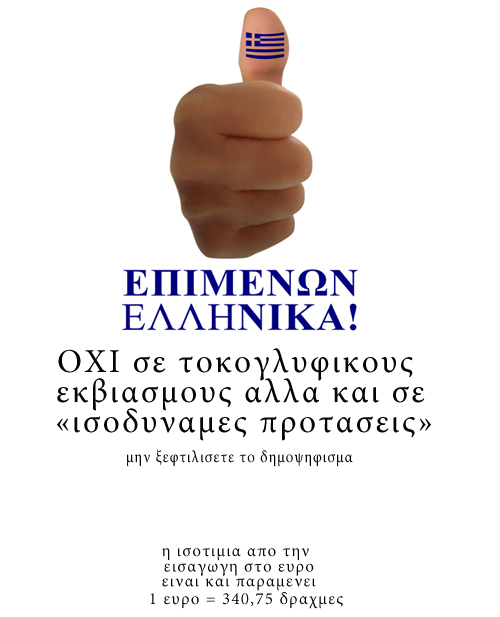 ΕΠΙΜΕΝΩΝ
ΕΛΛΗΝΙΚΑ!
ΟΧΙ σε τοκογλυφικους
εκβιασμους αλλα και σε
«ισοδυναμες προτασεις»
μην ξεφτιλισετε το δημοψηφισμα
η ισοτιμια απο την
εισαγωγη στο ευρο
ειναι και παραμενει
1 ευρο = 340,75 δραχμες